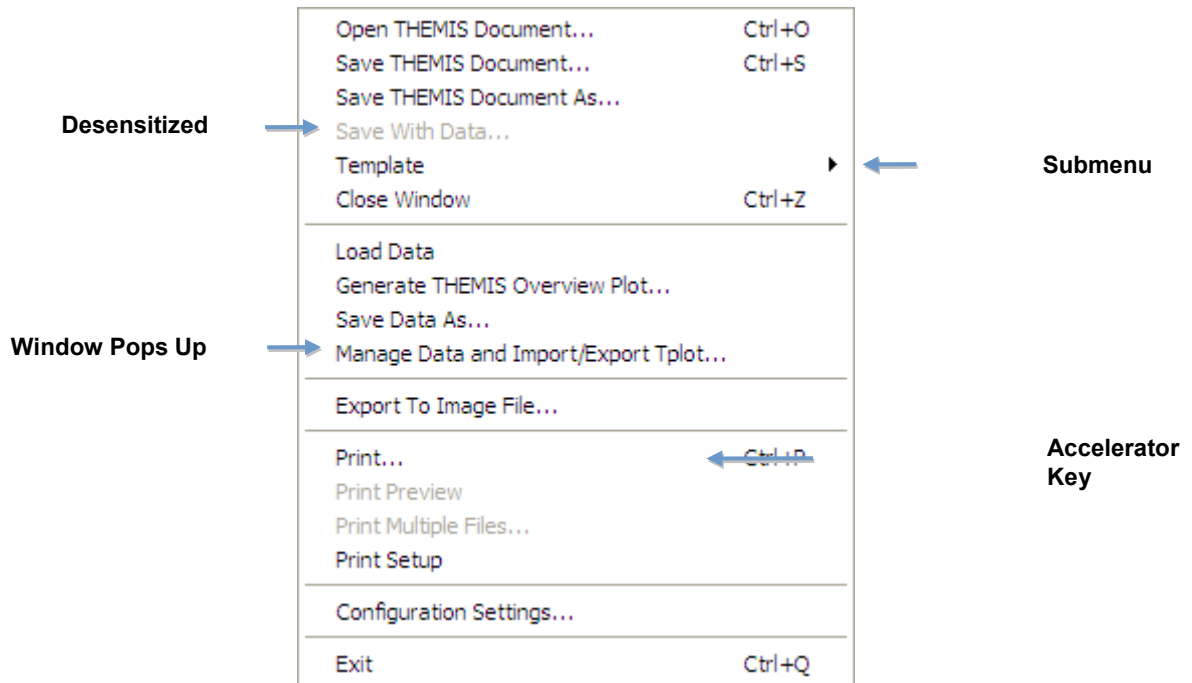 Open THEMIS Document... Ctrl+O
Save THEMIS Document... Ctrl+S
Save THEMIS Document As...
Desensitized
Save With Data...
Template
Submenu
Close Window Ctrl+Z
Load Data
Generate THEMIS Overview Plot...
Save Data As...
Window Pops Up
Manage Data and Import/Export Tplot...
Export To Image File...
Print... Ctrl+P
Accelerator
Key
Print Preview
Print Multiple Files...
Print Setup
Configuration Settings...
Exit Ctrl+Q